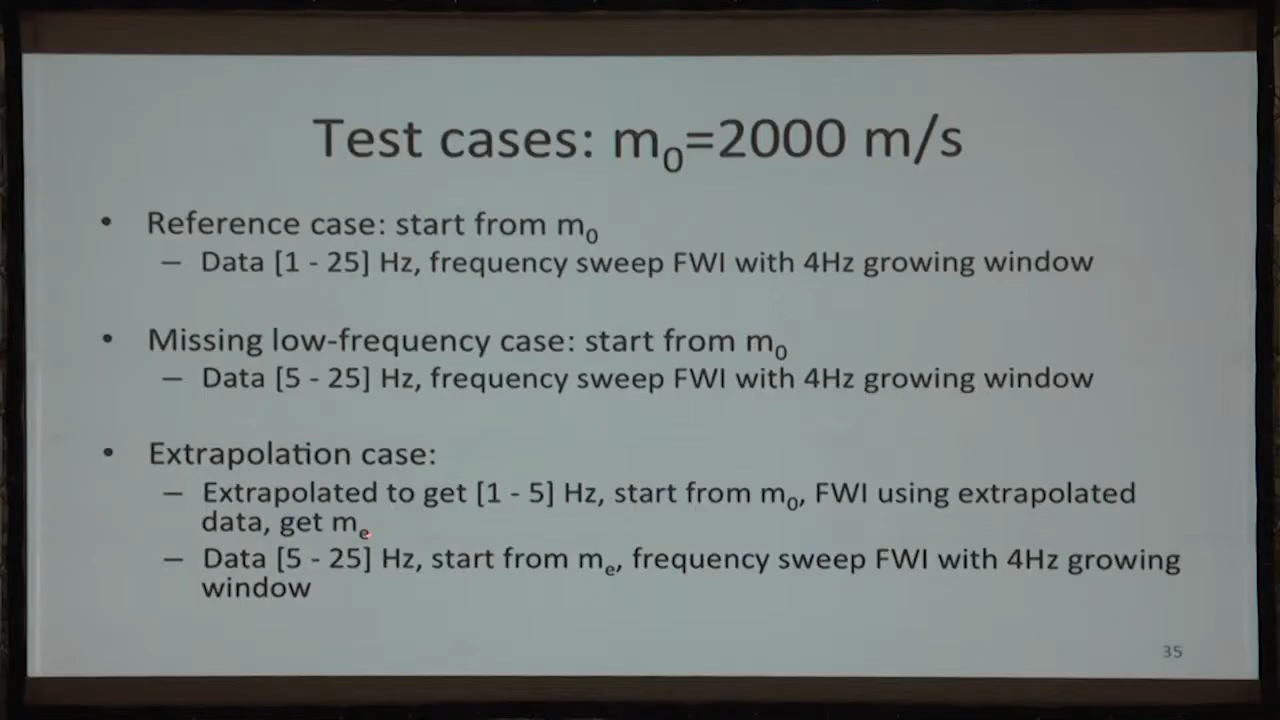 Test cases: m0=2000 m/s
• Reference case: start from m0
– Data [1 - 25] Hz, frequency sweep FWI with 4Hz growing window
• Missing low-frequency case: start from m0
– Data [5 - 25] Hz, frequency sweep FWI with 4Hz growing window
• Extrapolation case:
– Extrapolated to get [1 - 5] Hz, start from m0, FWI using extrapolated
data, get me
– Data [5 - 25] Hz, start from me, frequency sweep FWI with 4Hz growing
window
35